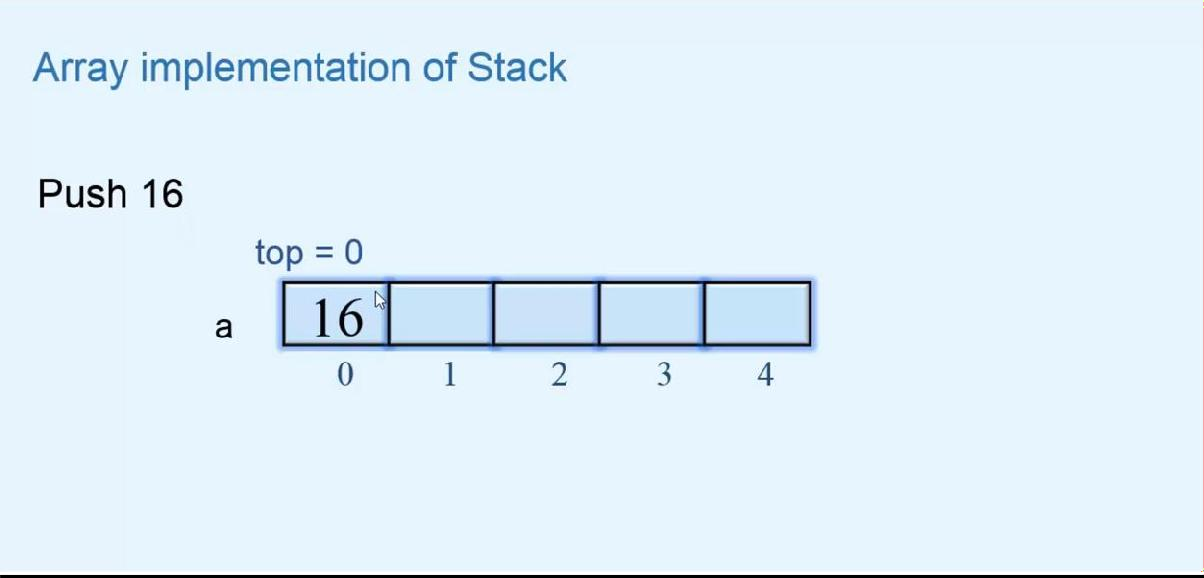 Array implementation of Stack
Push 16
top = 0
a 16
0 1 2 3 4